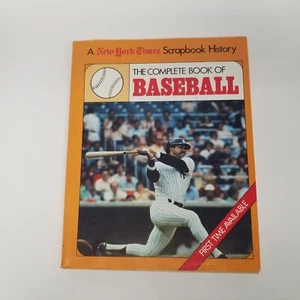 A New York Times Scrapbook History
THE COMPLETE BOOK OF
BASEBALL
FIRST TIME AVAILABLE